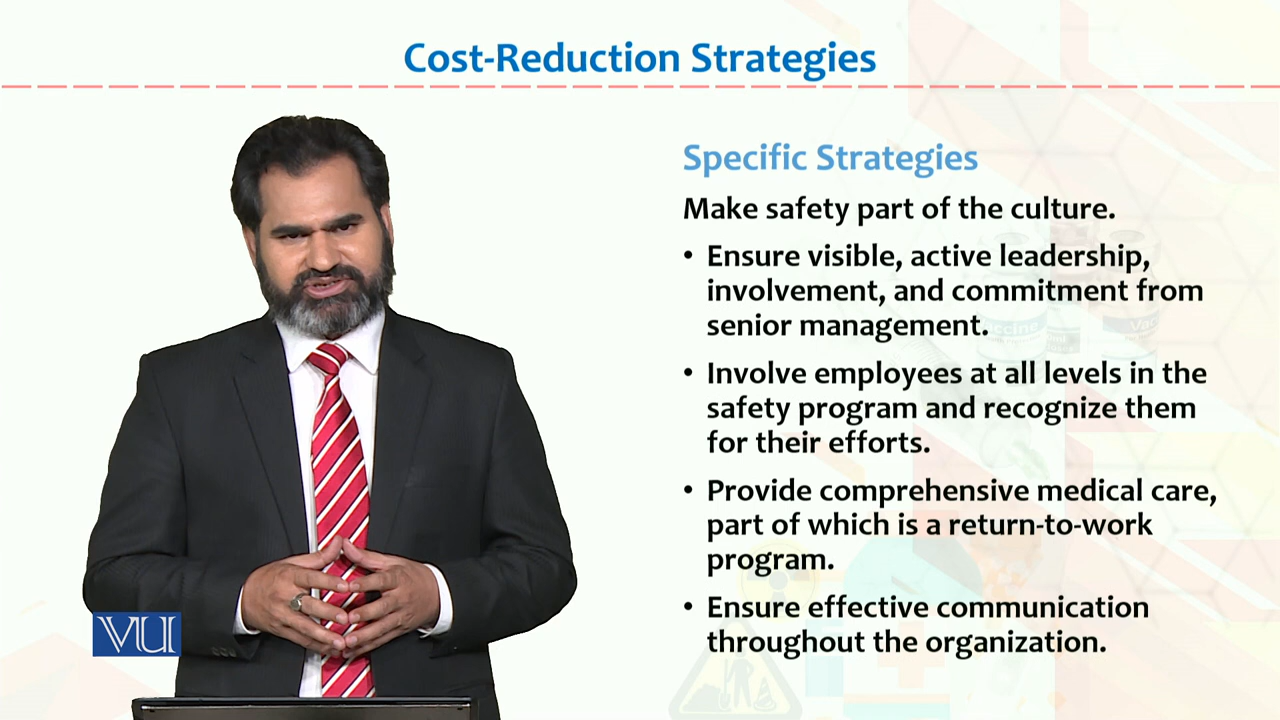 Cost-Reduction Strategies
Specific Strategies
Make safety part of the culture.
• Ensure visible, active leadership,
involvement, and commitment from
senior management.
• Involve employees at all levels in the
safety program and recognize them
for their efforts.
• Provide comprehensive medical care,
part of which is a return-to-work
program.
• Ensure effective communication
throughout the organization.
VU